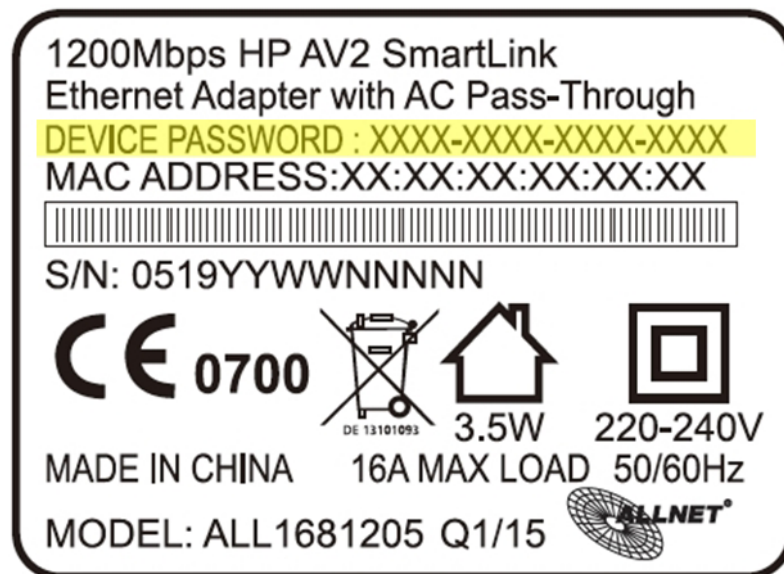 1200Mbps HP AV2 SmartLink
Ethernet Adapter with AC Pass-Through
DEVICE PASSWORD : XXXX-XXXX-XXXX-XXXX
MAC ADDRESS:XX:XX:XX:XX:XX:XX
S/N: 0519YYWWNNNNN
CE 0700
DE 13101093
3.5W 220-240V
MADE IN CHINA 16A MAX LOAD 50/60Hz
MODEL: ALL1681205 Q1/15 ALLNET®